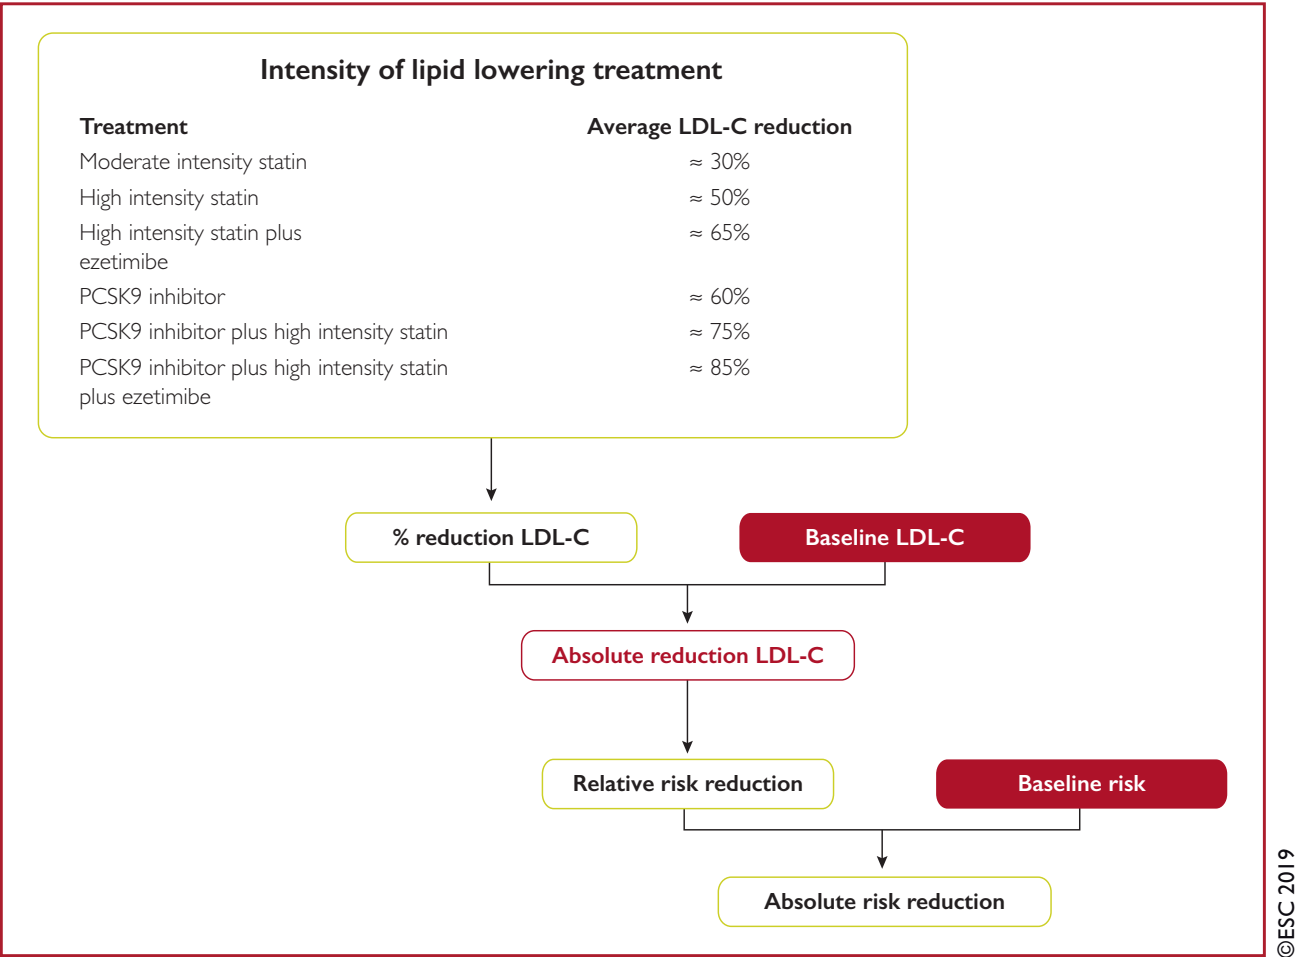 Intensity of lipid lowering treatment
Treatment Average LDL-C reduction
Moderate intensity statin ≈ 30%
High intensity statin ≈ 50%
High intensity statin plus ≈ 65%
ezetimibe
PCSK9 inhibitor ≈ 60%
PCSK9 inhibitor plus high intensity statin ≈ 75%
PCSK9 inhibitor plus high intensity statin ≈ 85%
plus ezetimibe
% reduction LDL-C Baseline LDL-C
Absolute reduction LDL-C
Relative risk reduction Baseline risk
Absolute risk reduction
©ESC 2019